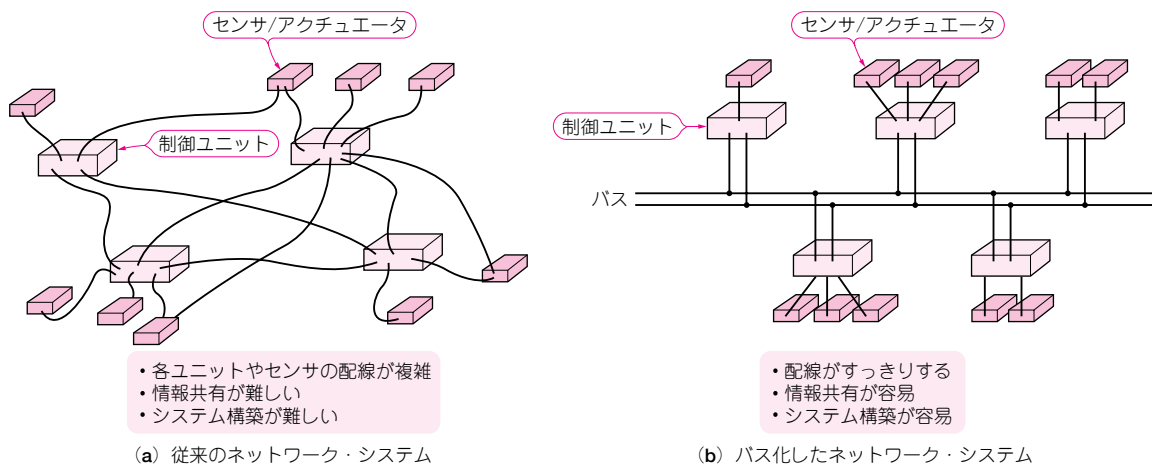 センサ/アクチュエータ
制御ユニット
・各ユニットやセンサの配線が複雑
・情報共有が難しい
・システム構築が難しい
(a) 従来のネットワーク・システム
センサ/アクチュエータ
制御ユニット
バス
・配線がすっきりする
・情報共有が容易
・システム構築が容易
(b) バス化したネットワーク・システム